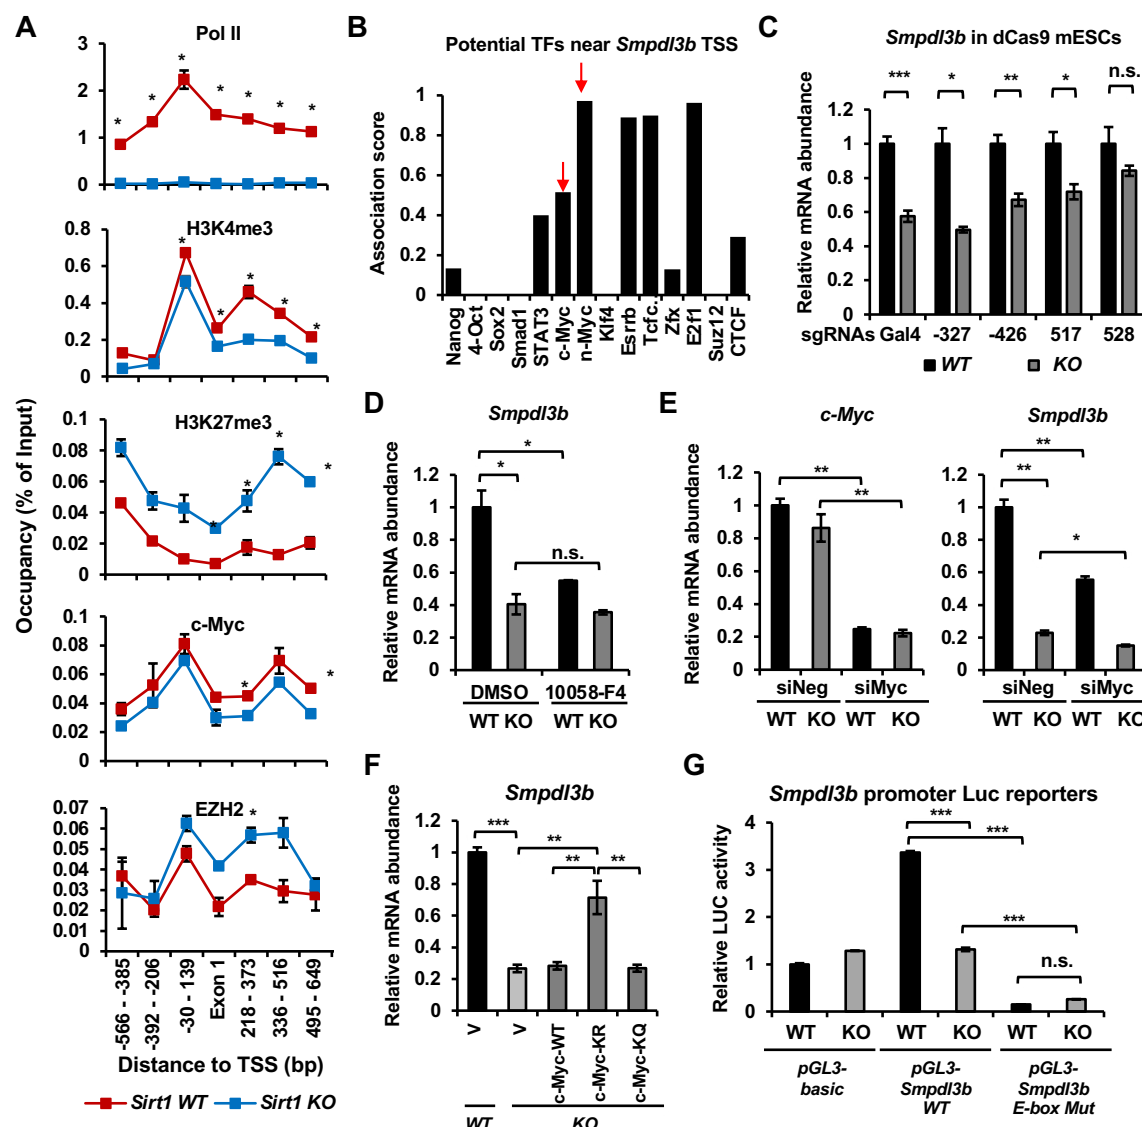 A
Pol II
3
2
1
0
*
*
*
*
*
*
*
H3K4me3
0.8
0.6
0.4
0.2
0
*
*
*
*
*
H3K27me3
0.1
0.08
0.06
0.04
0.02
0
*
*
*
*
c-Myc
0.1
0.08
0.06
0.04
0.02
0
*
*
EZH2
0.07
0.06
0.05
0.04
0.03
0.02
0.01
0.00
*
Occupancy (% of Input)
-566 - -385
-392 - -206
-30 - 139
Exon 1
218 - 373
336 - 516
495 - 649
Distance to TSS (bp)
Sirt1 WT
Sirt1 KO
B
Potential TFs near Smpdl3b TSS
Association score
1
0.8
0.6
0.4
0.2
0
Nanog
4-Oct
Sox2
Smad1
STAT3
c-Myc
n-Myc
Klf4
Esrrb
Tcfc..
Zfx
E2f1
Suz12
CTCF
C
Smpdl3b in dCas9 mESCs
Relative mRNA abundance
1.2
1
0.8
0.6
0.4
0.2
0
*** * ** * n.s.
sgRNAs Gal4 -327 -426 517 528
WT KO
D
Smpdl3b
Relative mRNA abundance
1.2
1
0.8
0.6
0.4
0.2
0
*
*
n.s.
DMSO 10058-F4
WT KO WT KO
E
c-Myc
Relative mRNA abundance
1.2
1
0.8
0.6
0.4
0.2
0
**
**
siNeg siMyc
WT KO WT KO
Smpdl3b
1.2
1
0.8
0.6
0.4
0.2
0
**
**
*
siNeg siMyc
WT KO WT KO
F
Smpdl3b
Relative mRNA abundance
1.2
1
0.8
0.6
0.4
0.2
0
*** **
** **
V
V
c-Myc-WT
c-Myc-KR
c-Myc-KQ
WT KO
G
Smpdl3b promoter Luc reporters
Relative LUC activity
4
3
2
1
0
***
***
***
n.s.
WT KO WT KO WT KO
pGL3-
basic
pGL3-
Smpdl3b
WT
pGL3-
Smpdl3b
E-box Mut